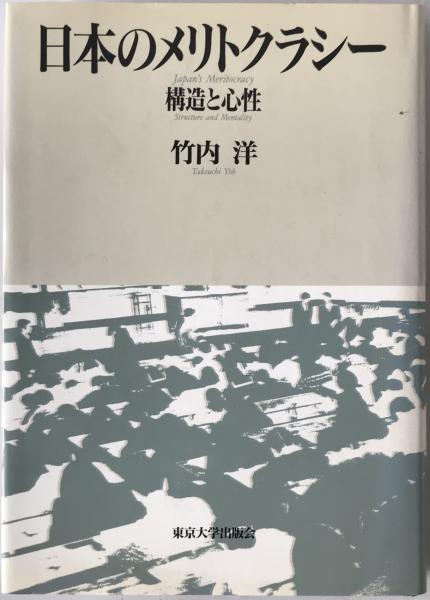 日本のメリトクラシー
Japan's Meritocracy
構造と心性
Structure and Mentality
竹内 洋
Takeuchi Yoh
東京大学出版会